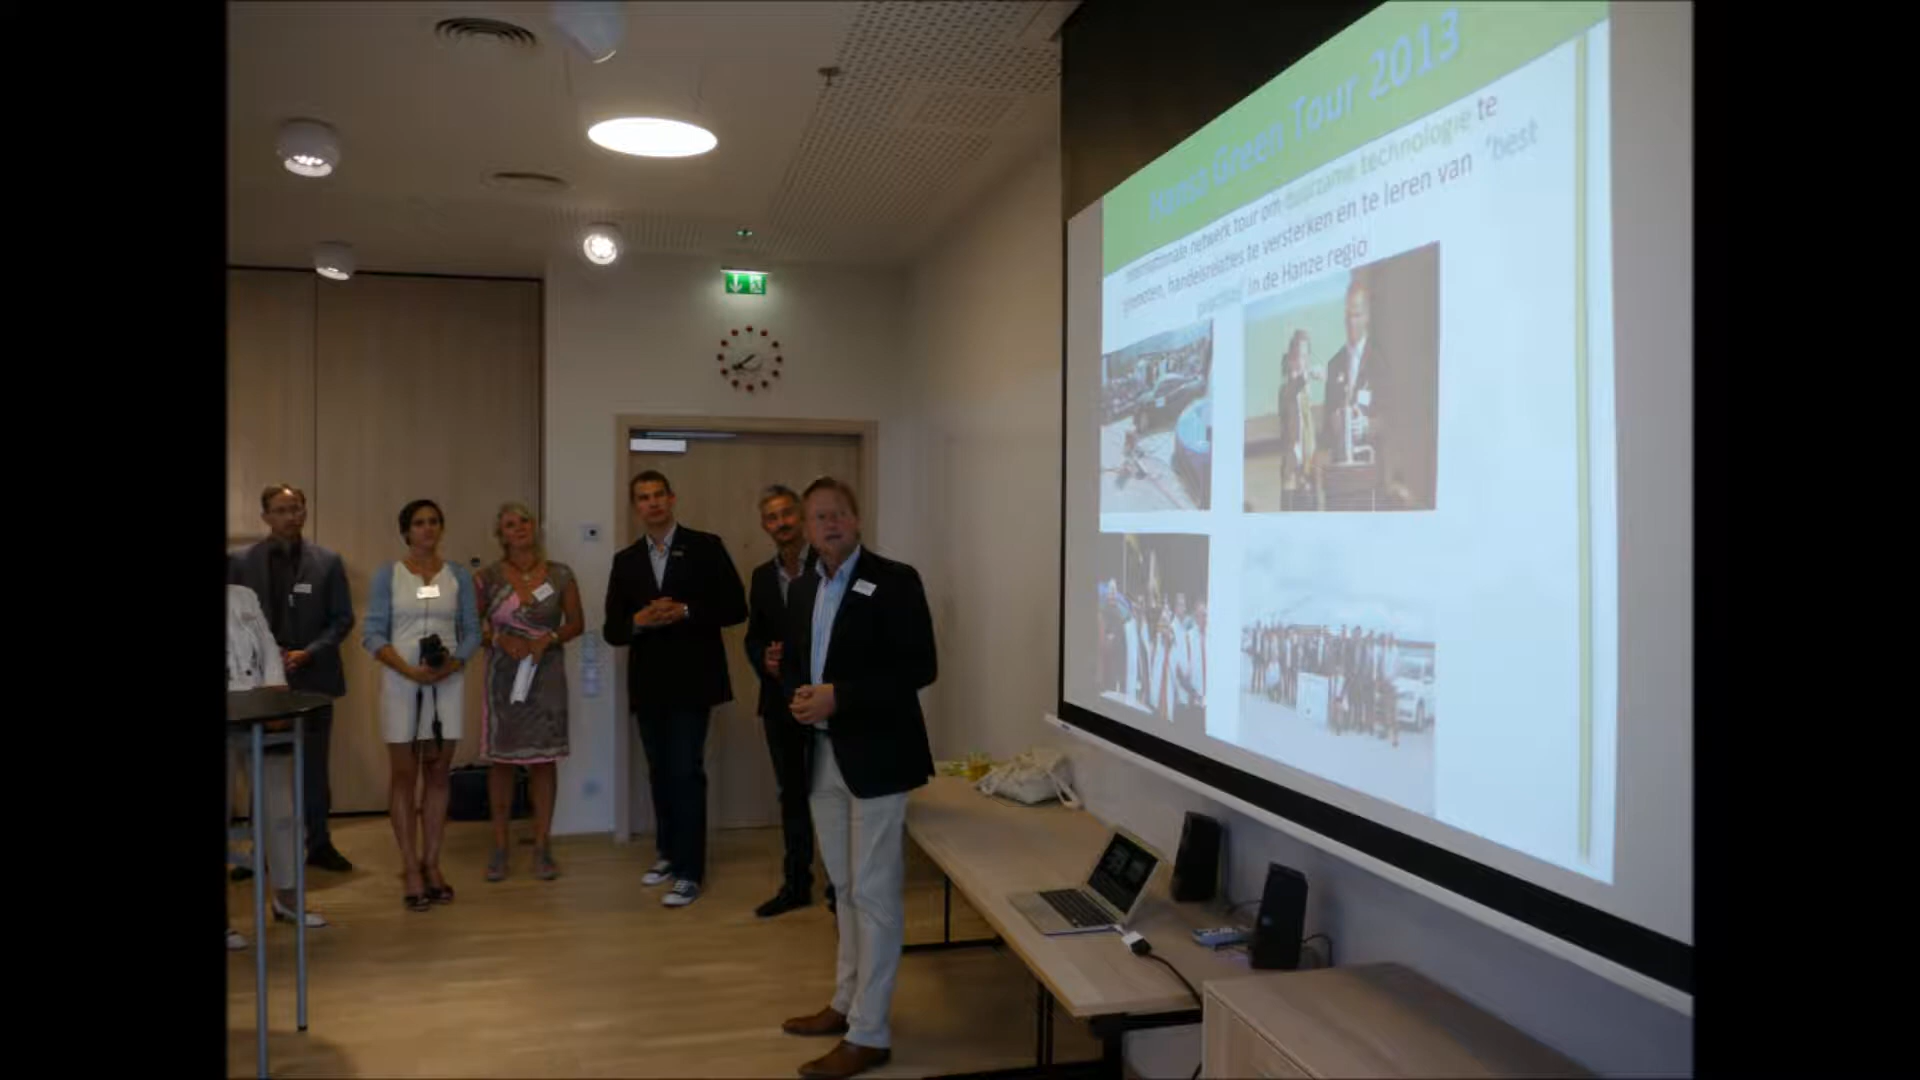 Hansa Green Tour 2013
Internationale netwerk tour om duurzame technologie te
promoten, handelsrelaties te versterken en te leren van "best
practices" in de Hanze regio